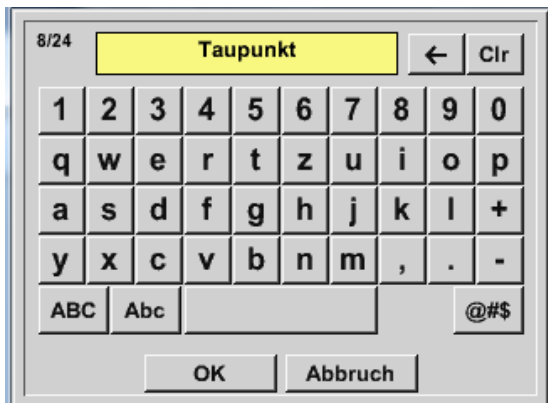 8/24 Taupunkt ← Clr
1 2 3 4 5 6 7 8 9 0
q w e r t z u i o p
a s d f g h j k l +
y x c v b n m , . -
ABC Abc @#$
OK Abbruch